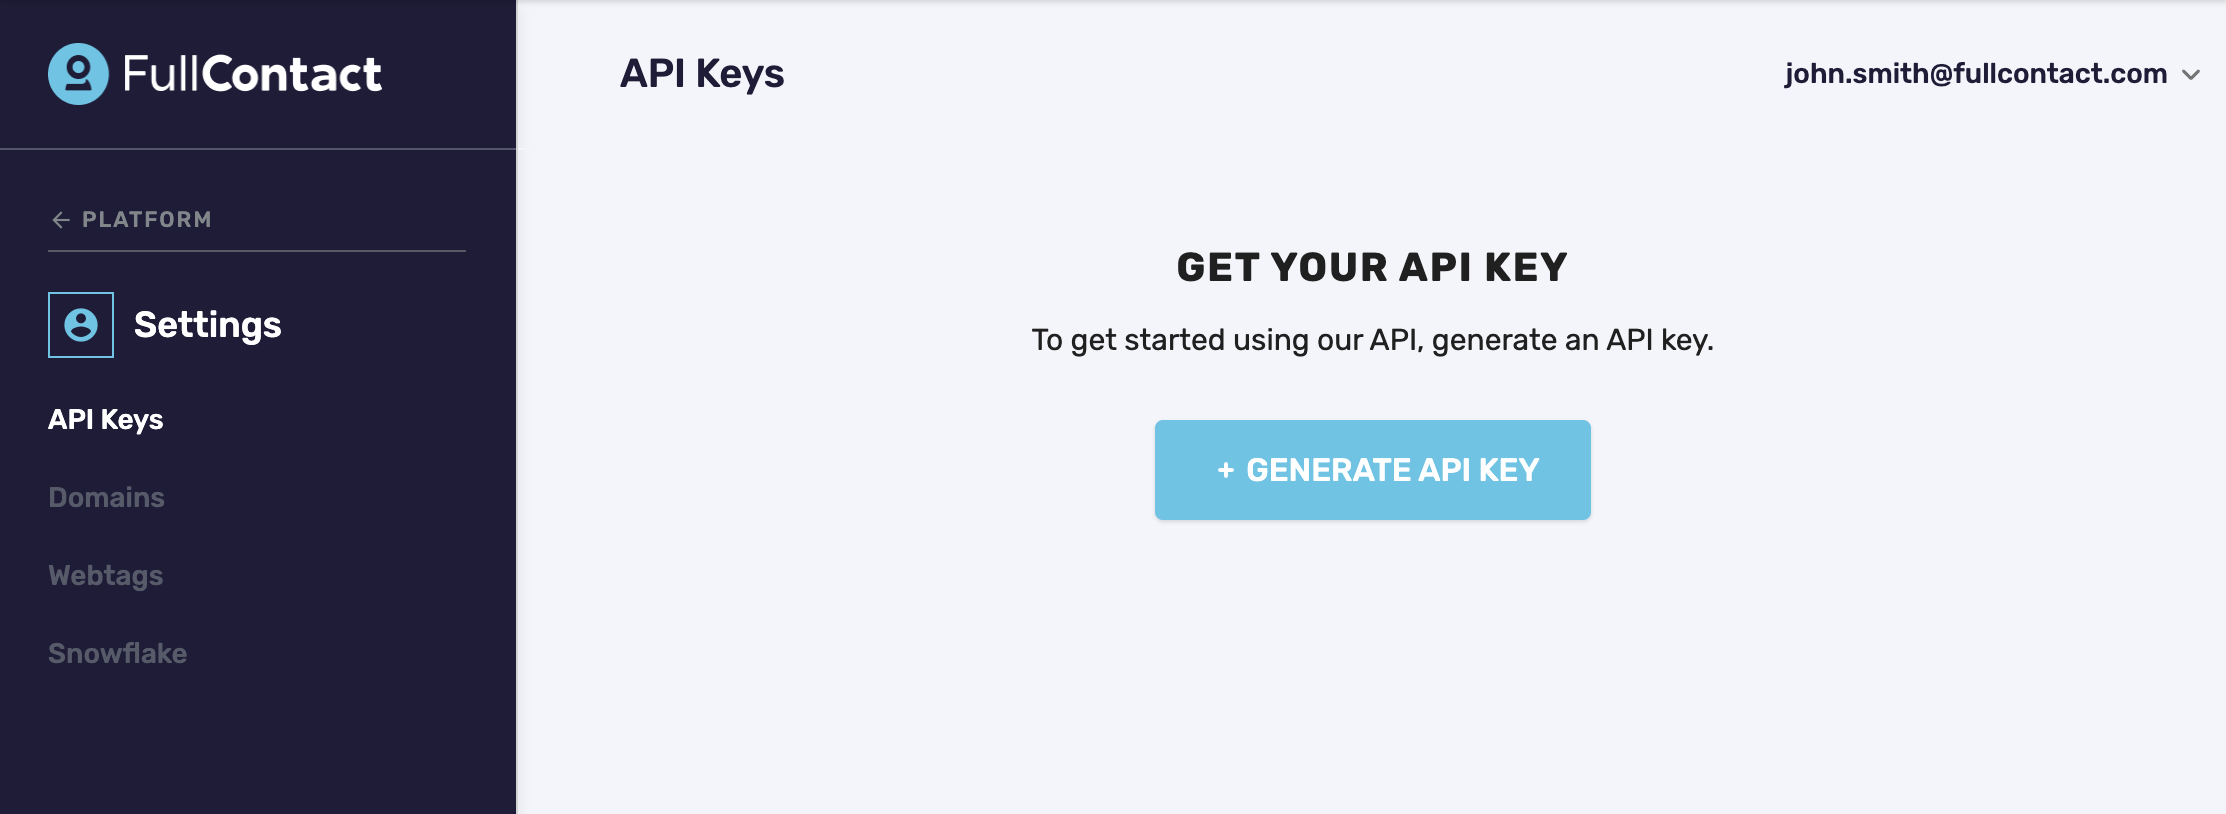 FullContact
← PLATFORM
Settings
API Keys
Domains
Webtags
Snowflake
API Keys
john.smith@fullcontact.com
GET YOUR API KEY
To get started using our API, generate an API key.
+ GENERATE API KEY